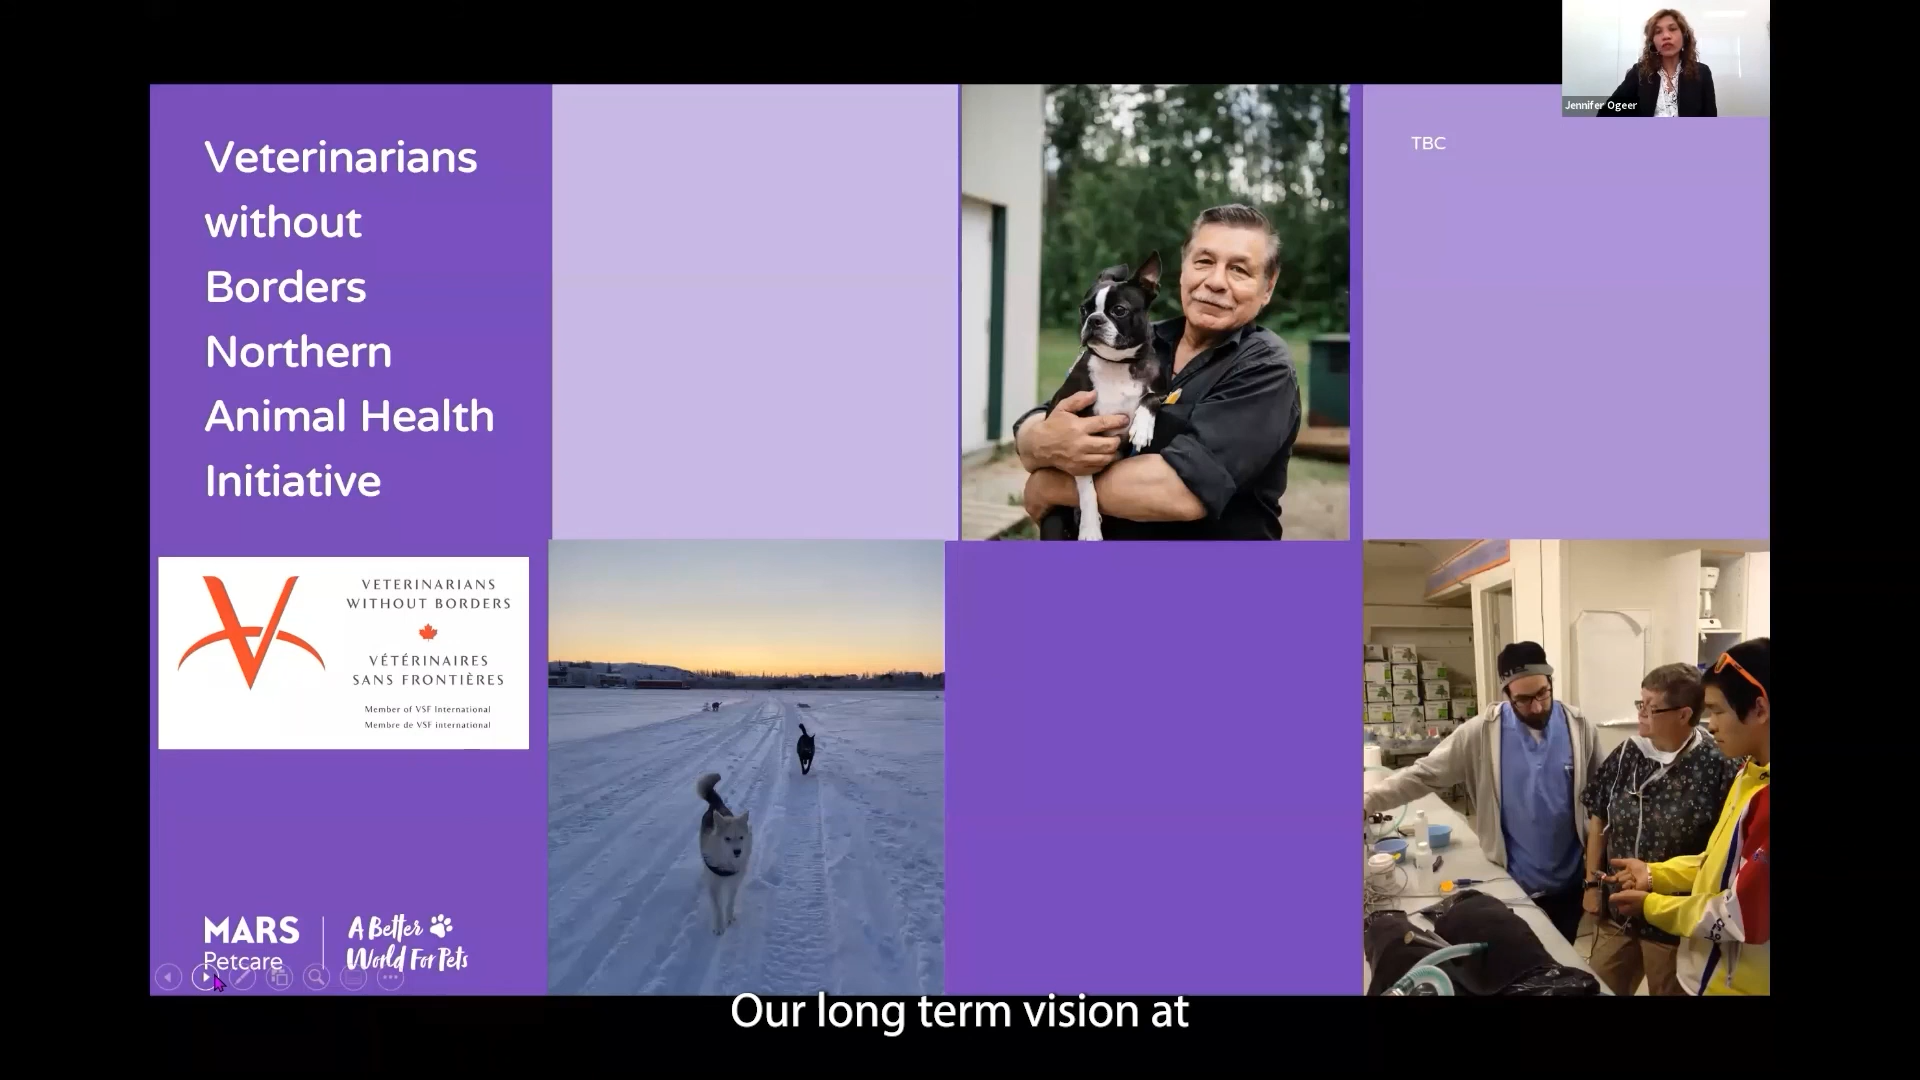 Jennifer Ogeer
Veterinarians
without
Borders
Northern
Animal Health
Initiative
TBC
VETERINARIANS
WITHOUT BORDERS
VÉTÉRINAIRES
SANS FRONTIÈRES
Member of VSF International
Membre de VSF international
MARS
Petcare
A Better
World For Pets
Our long term vision at